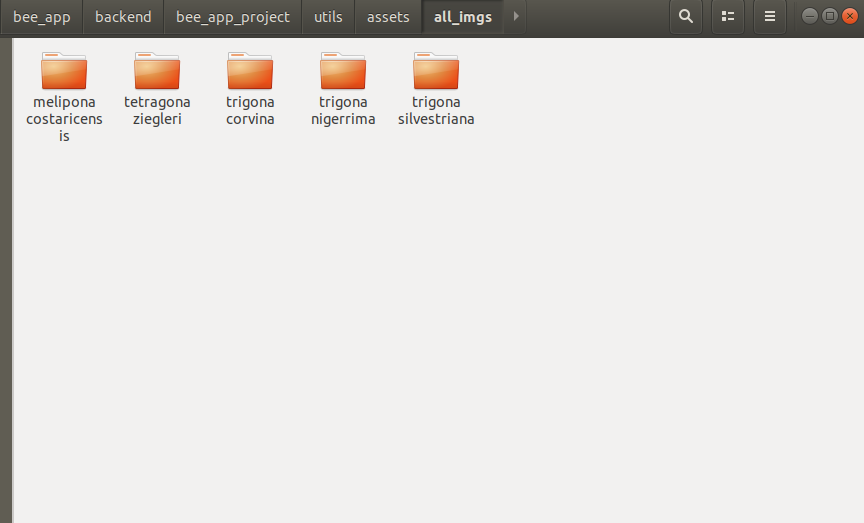 bee_app backend bee_app_project utils assets all_imgs
melipona
costaricens
is
tetragona
ziegleri
trigona
corvina
trigona
nigerrima
trigona
silvestriana